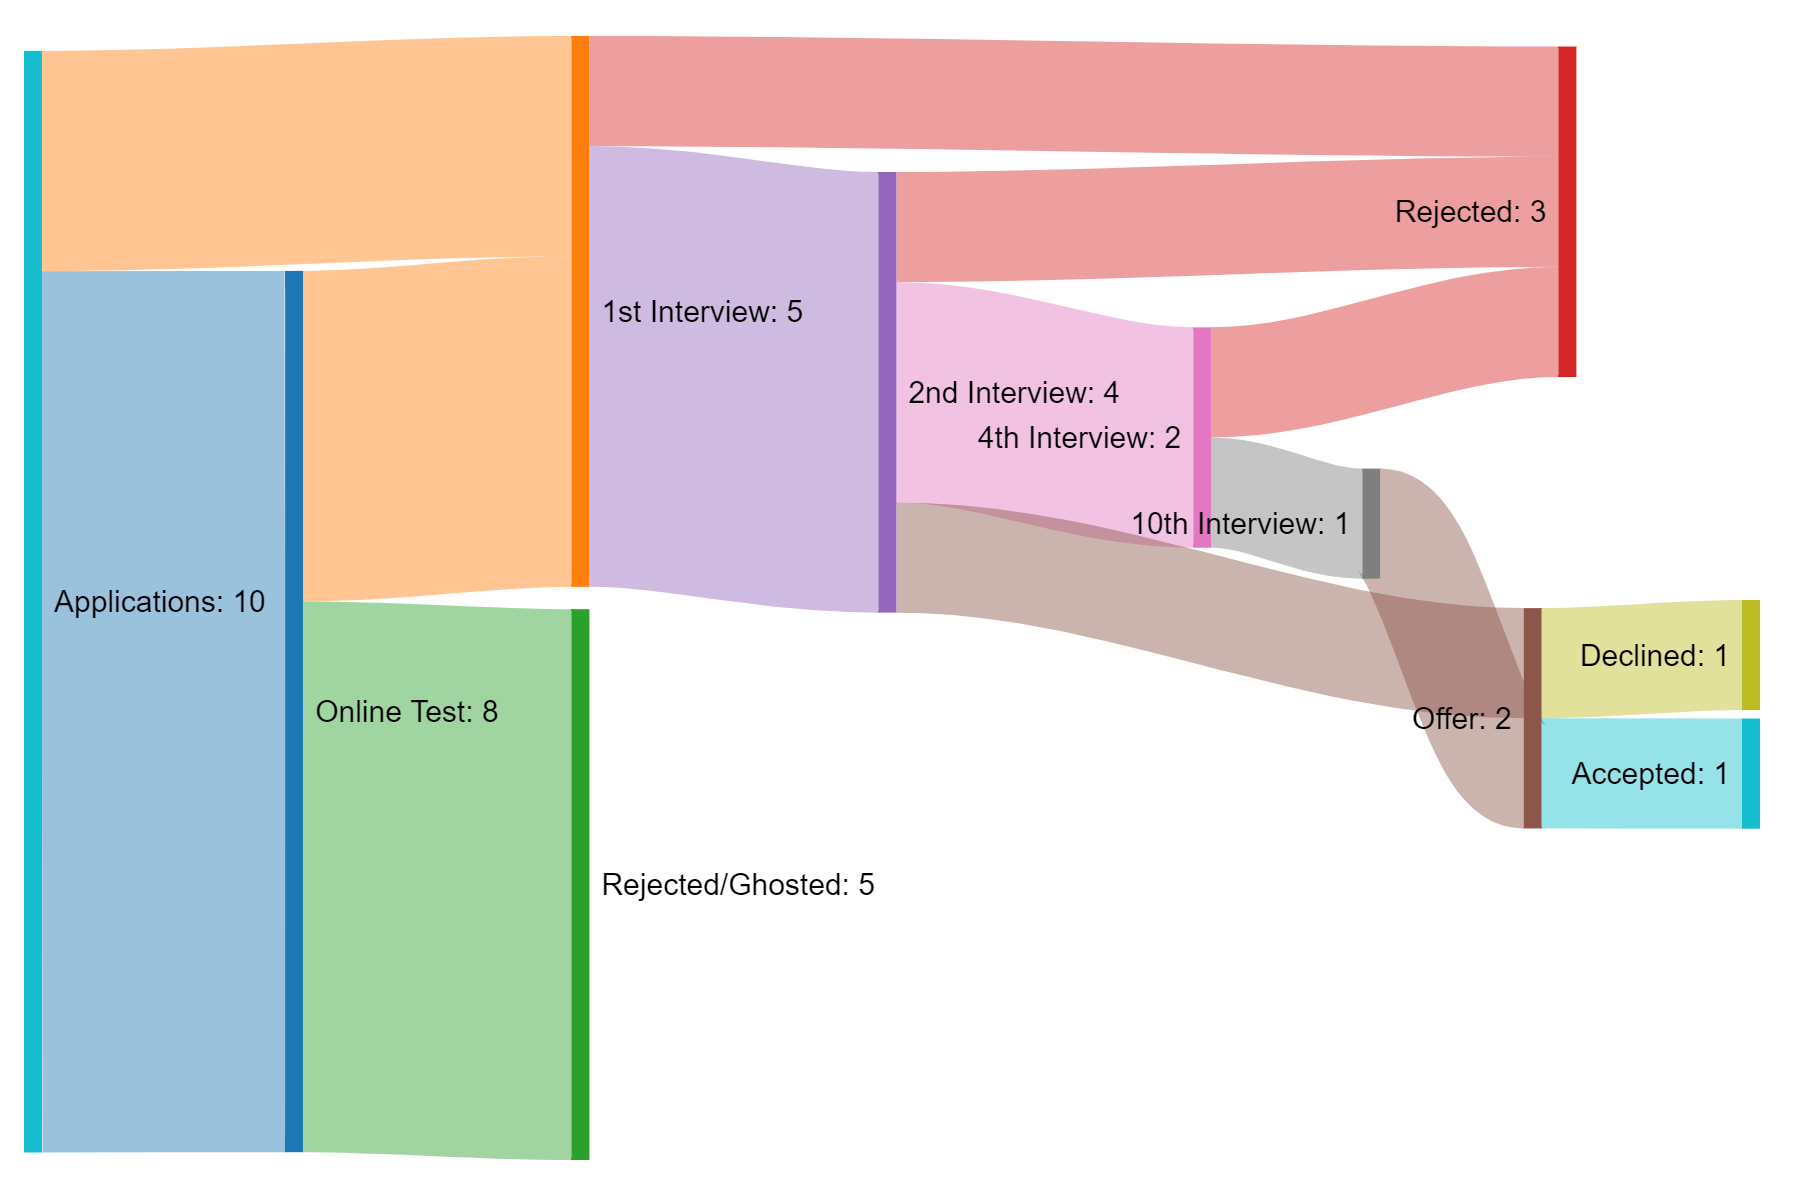 Applications: 10
Online Test: 8
1st Interview: 5
Rejected/Ghosted: 5
2nd Interview: 4
4th Interview: 2
10th Interview: 1
Rejected: 3
Offer: 2
Declined: 1
Accepted: 1